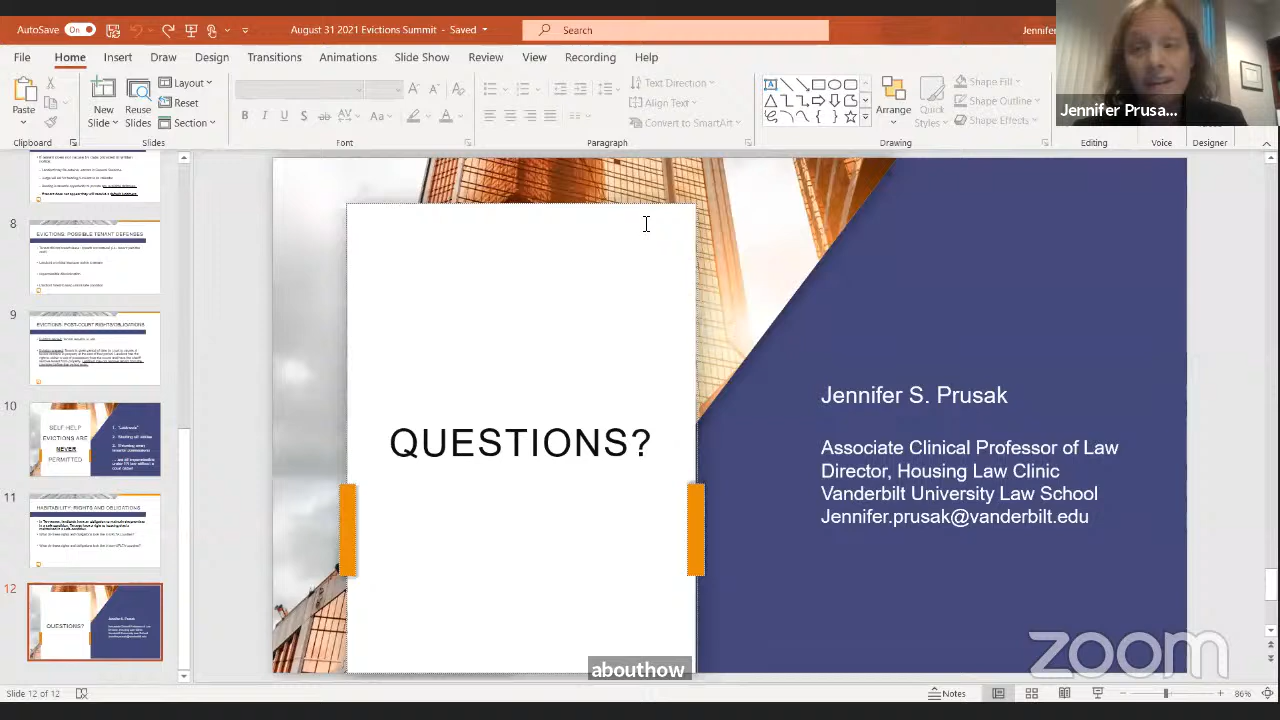 AutoSave On
August 31 2021 Evictions Summit - Saved
Search
Jennifer
File Home Insert Draw Design Transitions Animations Slide Show Review View Recording Help
Paste
New Slide
Reuse Slides
Layout
Reset
Section
Text Direction
Align Text
Convert to SmartArt
Arrange
Quick Styles
Shape Fill
Shape Outline
Shape Effects
Clipboard Slides Font Paragraph Drawing Editing Voice Designer
Jennifer Prusa...
8
EVICTIONS: POSSIBLE TENANT DEFENSES
9
EVICTIONS: POST-COURT RIGHTS/OBLIGATIONS
10
SELF HELP
EVICTIONS ARE
NEVER
PERMITTED
11
HABITABILITY: RIGHTS AND OBLIGATIONS
12
QUESTIONS?
Jennifer S. Prusak
QUESTIONS?
Jennifer S. Prusak
Associate Clinical Professor of Law
Director, Housing Law Clinic
Vanderbilt University Law School
Jennifer.prusak@vanderbilt.edu
abouthow
zoom
Slide 12 of 12
Notes
86%